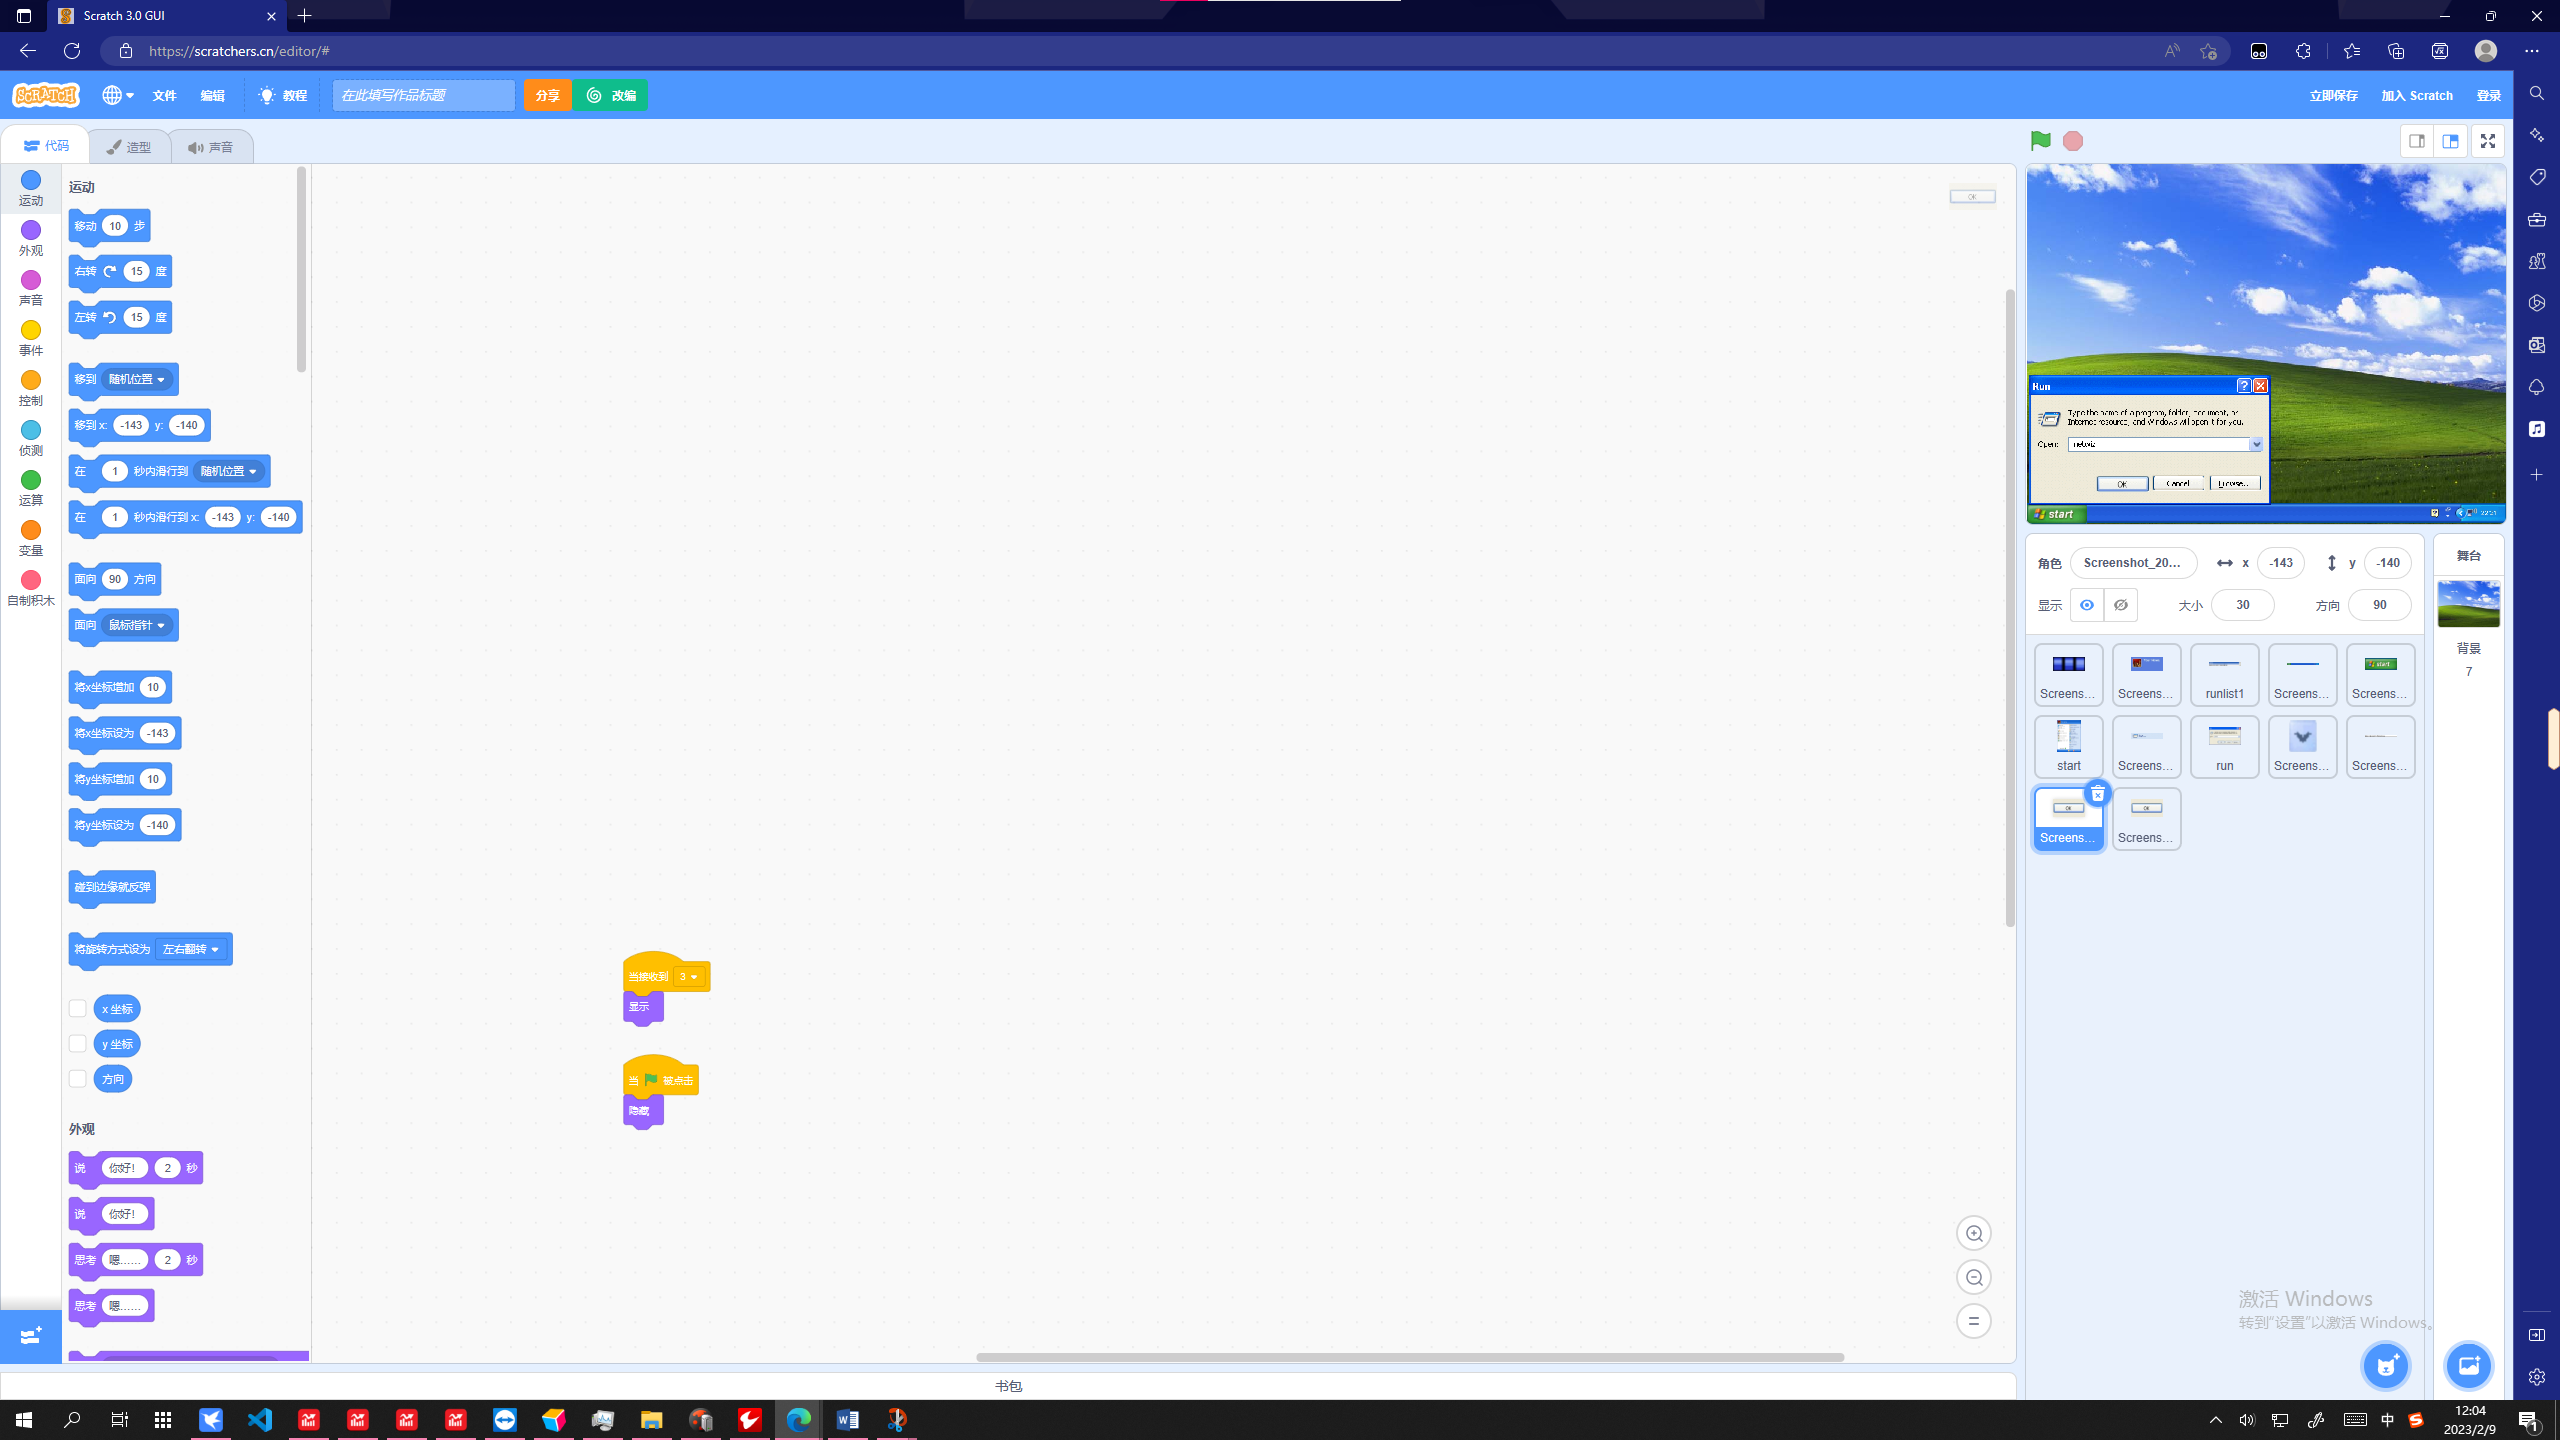 Scratch 3.0 GUI
https://scratchers.cn/editor/#
SCRATCH
文件
编辑
教程
在此填写作品标题
分享
改编
立即保存
加入 Scratch
登录
代码
造型
声音
运动
外观
声音
事件
控制
侦测
运算
变量
自制积木
运动
移动 10 步
右转 15 度
左转 15 度
移到 随机位置
移到 x: -143 y: -140
在 1 秒内滑行到 随机位置
在 1 秒内滑行到 x: -143 y: -140
面向 90 方向
面向 鼠标指针
将x坐标增加 10
将x坐标设为 -143
将y坐标增加 10
将y坐标设为 -140
碰到边缘就反弹
将旋转方式设为 左右翻转
x 坐标
y 坐标
方向
外观
说 你好！ 2 秒
说 你好！
思考 嗯…… 2 秒
思考 嗯……
OK
当接收到 3
显示
当 被点击
隐藏
书包
Run
Type the name of a program, folder, document, or
Internet resource, and Windows will open it for you.
Open:
OK
Cancel
Browse...
start
角色 Screenshot_20... x -143 y -140
显示 大小 30 方向 90
Screens...
Screens...
runlist1
Screens...
start
Screens...
start
Screens...
run
Screens...
Screens...
OK
Screens...
OK
Screens...
舞台
背景
7
激活 Windows
转到"设置"以激活 Windows。
中
12:04
2023/2/9
1